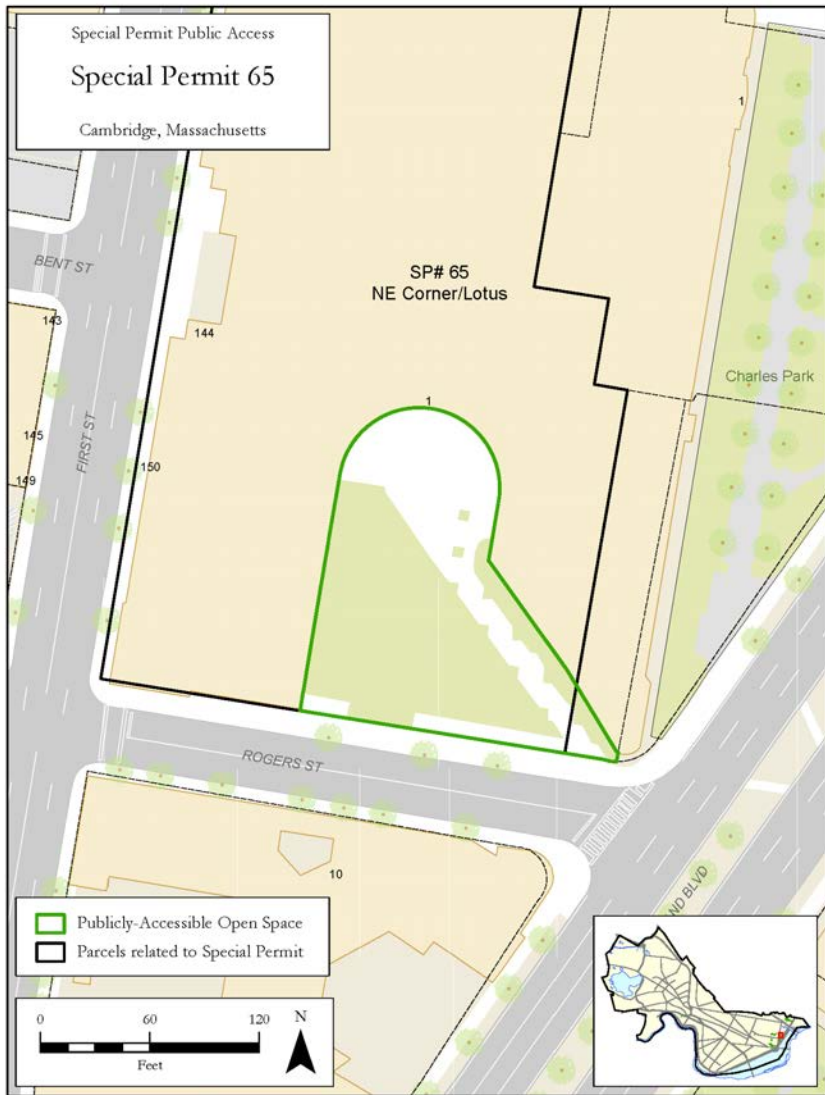 Special Permit Public Access
Special Permit 65
Cambridge, Massachusetts
1
BENT ST
SP# 65
NE Corner/Lotus
143
144
Charles Park
1
145
FIRST ST
150
149
ROGERS ST
10
ND BLVD
Publicly-Accessible Open Space
Parcels related to Special Permit
0 60 120
Feet
N